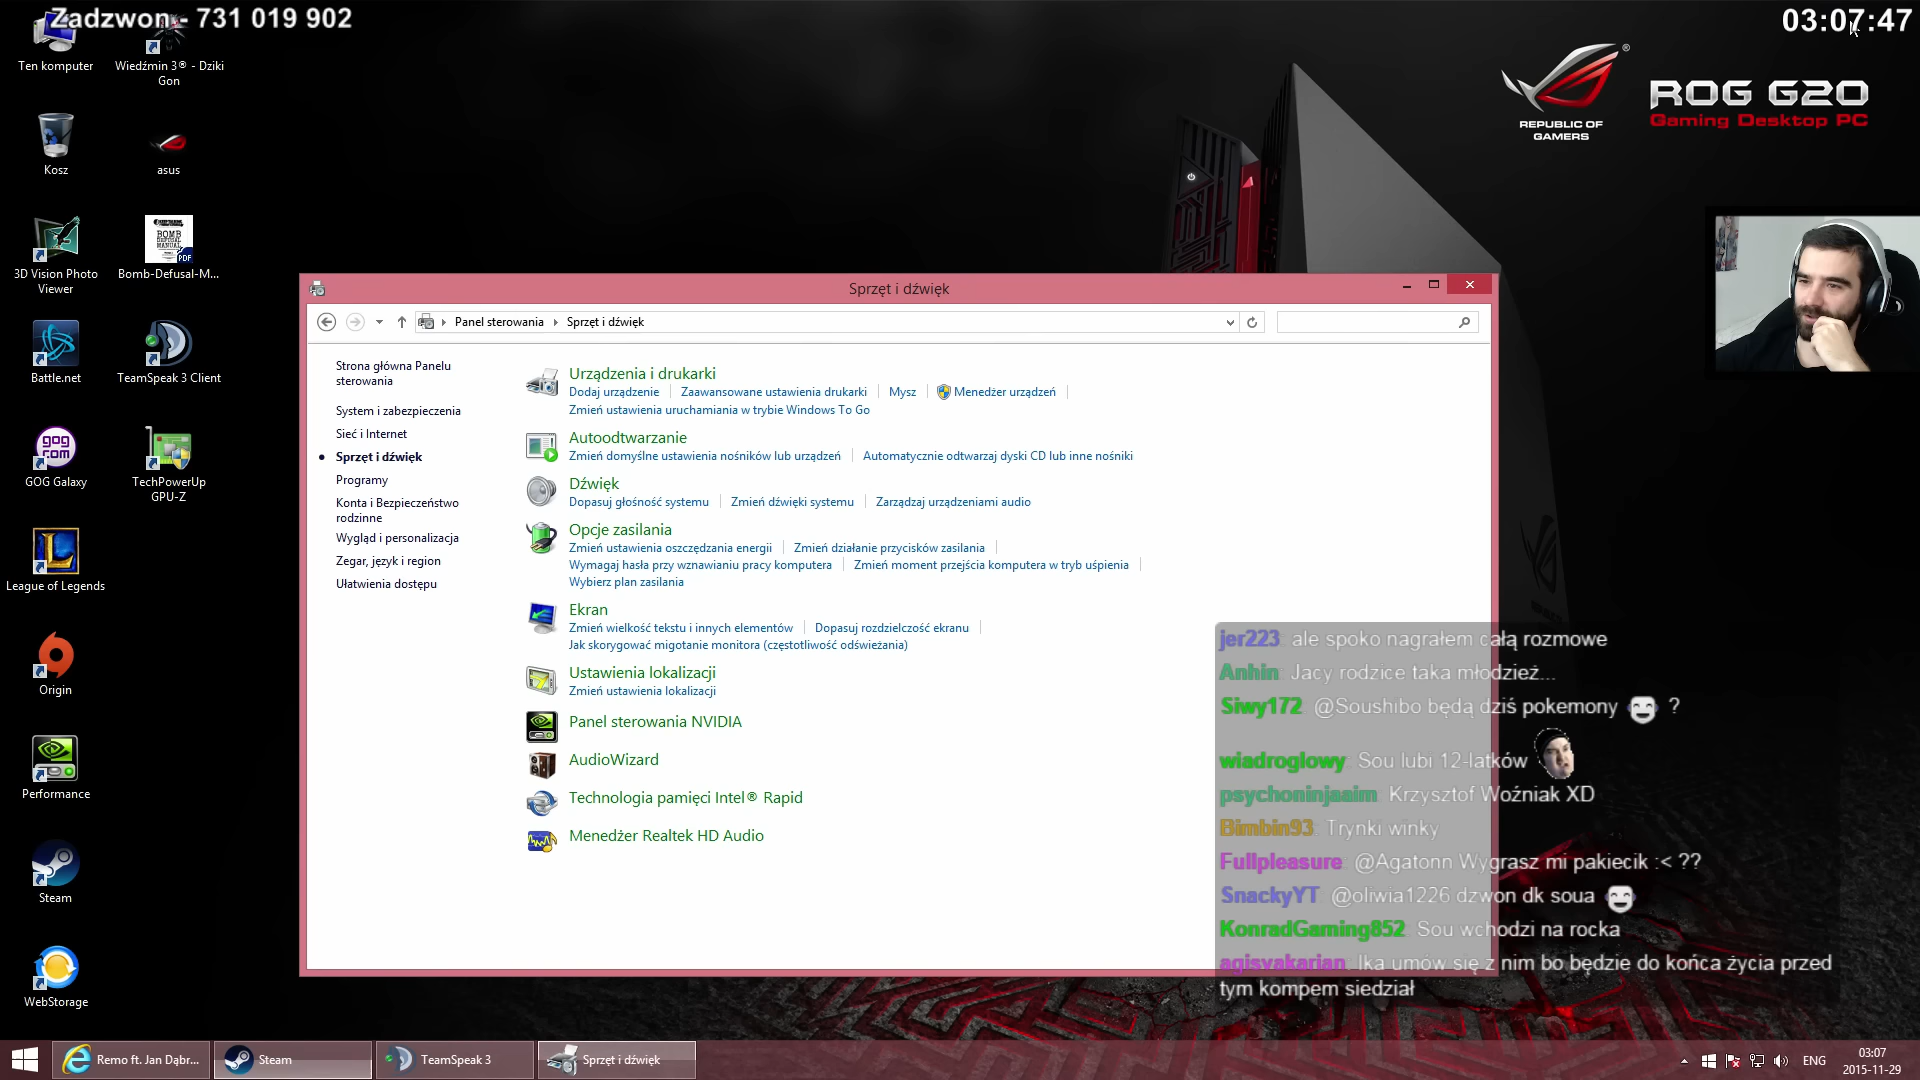 Zadzwon - 731 019 902
03:07:47
Ten komputer
Wiedźmin 3® - Dziki
Gon
Kosz
asus
3D Vision Photo
Viewer
BOMB
DEFUSAL
MANUAL
PDF
Bomb-Defusal-M...
Battle.net
TeamSpeak 3 Client
GOG
COM
GOG Galaxy
TechPowerUp
GPU-Z
League of Legends
Origin
Performance
Steam
WebStorage
REPUBLIC OF
GAMERS
®
ROG G20
Gaming Desktop PC
Sprzęt i dźwięk
Panel sterowania
Sprzęt i dźwięk
Strona główna Panelu
sterowania
System i zabezpieczenia
Sieć i Internet
Sprzęt i dźwięk
Programy
Konta i Bezpieczeństwo
rodzinne
Wygląd i personalizacja
Zegar, język i region
Ułatwienia dostępu
Urządzenia i drukarki
Dodaj urządzenie
Zaawansowane ustawienia drukarki
Mysz
Menedżer urządzeń
Zmień ustawienia uruchamiania w trybie Windows To Go
Autoodtwarzanie
Zmień domyślne ustawienia nośników lub urządzeń
Automatycznie odtwarzaj dyski CD lub inne nośniki
Dźwięk
Dopasuj głośność systemu
Zmień dźwięki systemu
Zarządzaj urządzeniami audio
Opcje zasilania
Zmień ustawienia oszczędzania energii
Zmień działanie przycisków zasilania
Wymagaj hasła przy wznawianiu pracy komputera
Zmień moment przejścia komputera w tryb uśpienia
Wybierz plan zasilania
Ekran
Zmień wielkość tekstu i innych elementów
Dopasuj rozdzielczość ekranu
Jak skorygować migotanie monitora (częstotliwość odświeżania)
Ustawienia lokalizacji
Zmień ustawienia lokalizacji
Panel sterowania NVIDIA
AudioWizard
Technologia pamięci Intel® Rapid
Menedżer Realtek HD Audio
jer223: ale spoko nagrałem całą rozmowe
Anhin: Jacy rodzice taka młodzież...
Siwy172: @Soushibo będą dziś pokemony ?
wiadroglowy: Sou lubi 12-latków
psychoninjaaim: Krzysztof Woźniak XD
Bimbin93: Trynki winky
Fullpleasure: @Agatonn Wygrasz mi pakiecik :< ??
SnackyYT: @oliwia1226 dzwon dk soua
KonradGaming852: Sou wchodzi na rocka
agisvakarian: Ika umów się z nim bo będzie do końca życia przed
tym kompem siedział
Remo ft. Jan Dąbr...
Steam
TeamSpeak 3
Sprzęt i dźwięk
ENG
03:07
2015-11-29